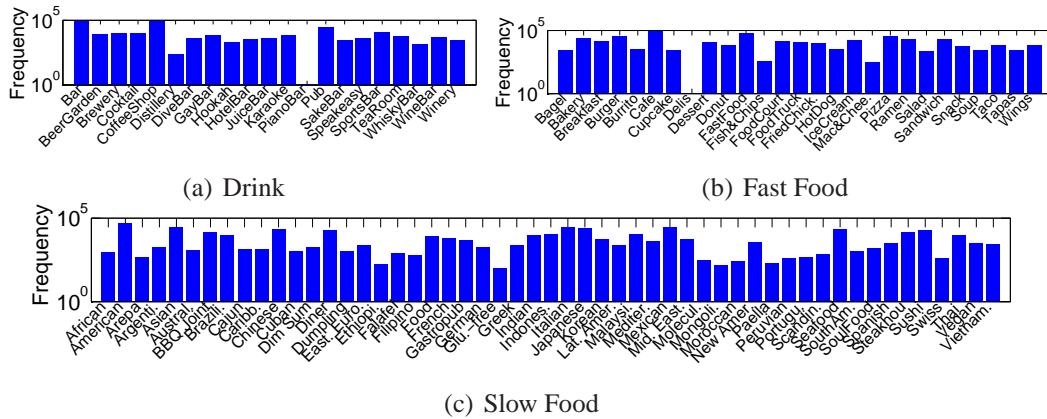 Frequency
10^5
10^0
Bar
BeerGarden
Brewery
Cocktail
CoffeeShop
Distillery
DiveBar
GayBar
Hookah
HotelBar
JuiceBar
Karaoke
PianoBar
Pub
SakeBar
Speakeasy
SportsBar
TeaRoom
WhiskyBar
WineBar
Winery
(a) Drink
Frequency
10^5
10^0
Bagel
Bakery
Breakfast
Burger
Burrito
Cafe
Cupcake
Delis
Dessert
Donut
FastFood
Fish&Chips
FoodCourt
FoodTruck
FriedChick.
HotDog
IceCream
Mac&Chee.
Pizza
Ramen
Salad
Sandwich
Snack
Soup
Taco
Tapas
Wings
(b) Fast Food
Frequency
10^5
10^0
African
American
Arepa
Argenti.
Asian
Austral.
BBQ Joint
Brazili.
Cajun
Caribb.
Chinese
Cuban
Dim Sum
Diner
Dumpling
East. Euro.
Ethiopi.
Falafel
Filipino
Food
French
Gastropub
German
Glu.-free
Greek
Indian
Indones.
Italian
Japanese
Korean
Lat. Amer.
Malaysi.
Mediter.
Mexican
Mid. East.
Molecul.
Mongoli.
Moroccan
New Amer.
Paella
Peruvian
Portugu.
Scandin.
Seafood
SouthAm.
SoulFood
Spanish
Steakhou.
Sushi
Swiss
Thai
Vegan
Vietnam.
(c) Slow Food